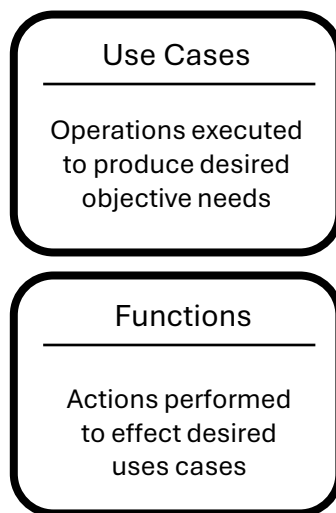 Use Cases
Operations executed
to produce desired
objective needs
Functions
Actions performed
to effect desired
uses cases